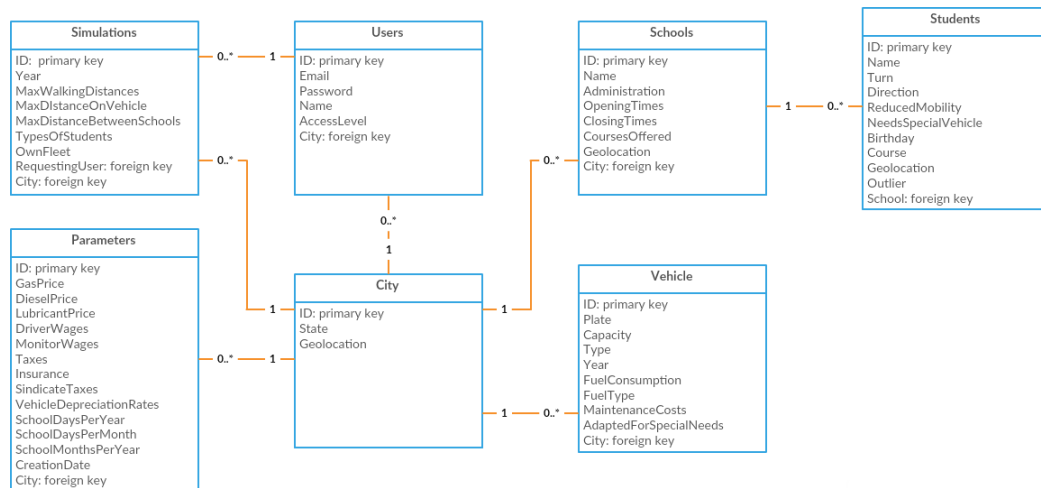 Simulations
ID: primary key
Year
MaxWalkingDistances
MaxDIstanceOnVehicle
MaxDistanceBetweenSchools
TypesOfStudents
OwnFleet
RequestingUser: foreign key
City: foreign key
0..*
1
Users
ID: primary key
Email
Password
Name
AccessLevel
City: foreign key
Schools
ID: primary key
Name
Administration
OpeningTimes
ClosingTimes
CoursesOffered
Geolocation
City: foreign key
1
0..*
Students
ID: primary key
Name
Turn
Direction
ReducedMobility
NeedsSpecialVehicle
Birthday
Course
Geolocation
Outlier
School: foreign key
0..*
0..*
0..*
1
Parameters
ID: primary key
GasPrice
DieselPrice
LubricantPrice
DriverWages
MonitorWages
Taxes
Insurance
SindicateTaxes
VehicleDepreciationRates
SchoolDaysPerYear
SchoolDaysPerMonth
SchoolMonthsPerYear
CreationDate
City: foreign key
1
0..*
1
City
ID: primary key
State
Geolocation
1
1
0..*
Vehicle
ID: primary key
Plate
Capacity
Type
Year
FuelConsumption
FuelType
MaintenanceCosts
AdaptedForSpecialNeeds
City: foreign key